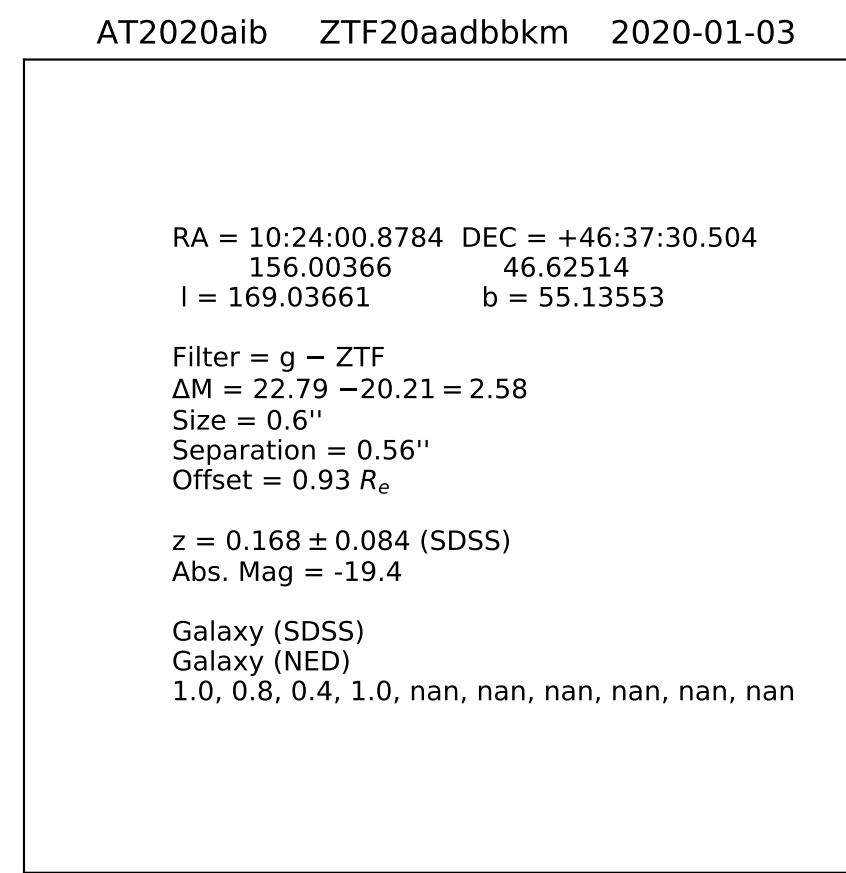 AT2020aib ZTF20aadbbkm 2020-01-03
RA = 10:24:00.8784 DEC = +46:37:30.504
156.00366 46.62514
l = 169.03661 b = 55.13553
Filter = g − ZTF
ΔM = 22.79 −20.21 = 2.58
Size = 0.6''
Separation = 0.56''
Offset = 0.93 Rₑ
z = 0.168 ± 0.084 (SDSS)
Abs. Mag = -19.4
Galaxy (SDSS)
Galaxy (NED)
1.0, 0.8, 0.4, 1.0, nan, nan, nan, nan, nan, nan